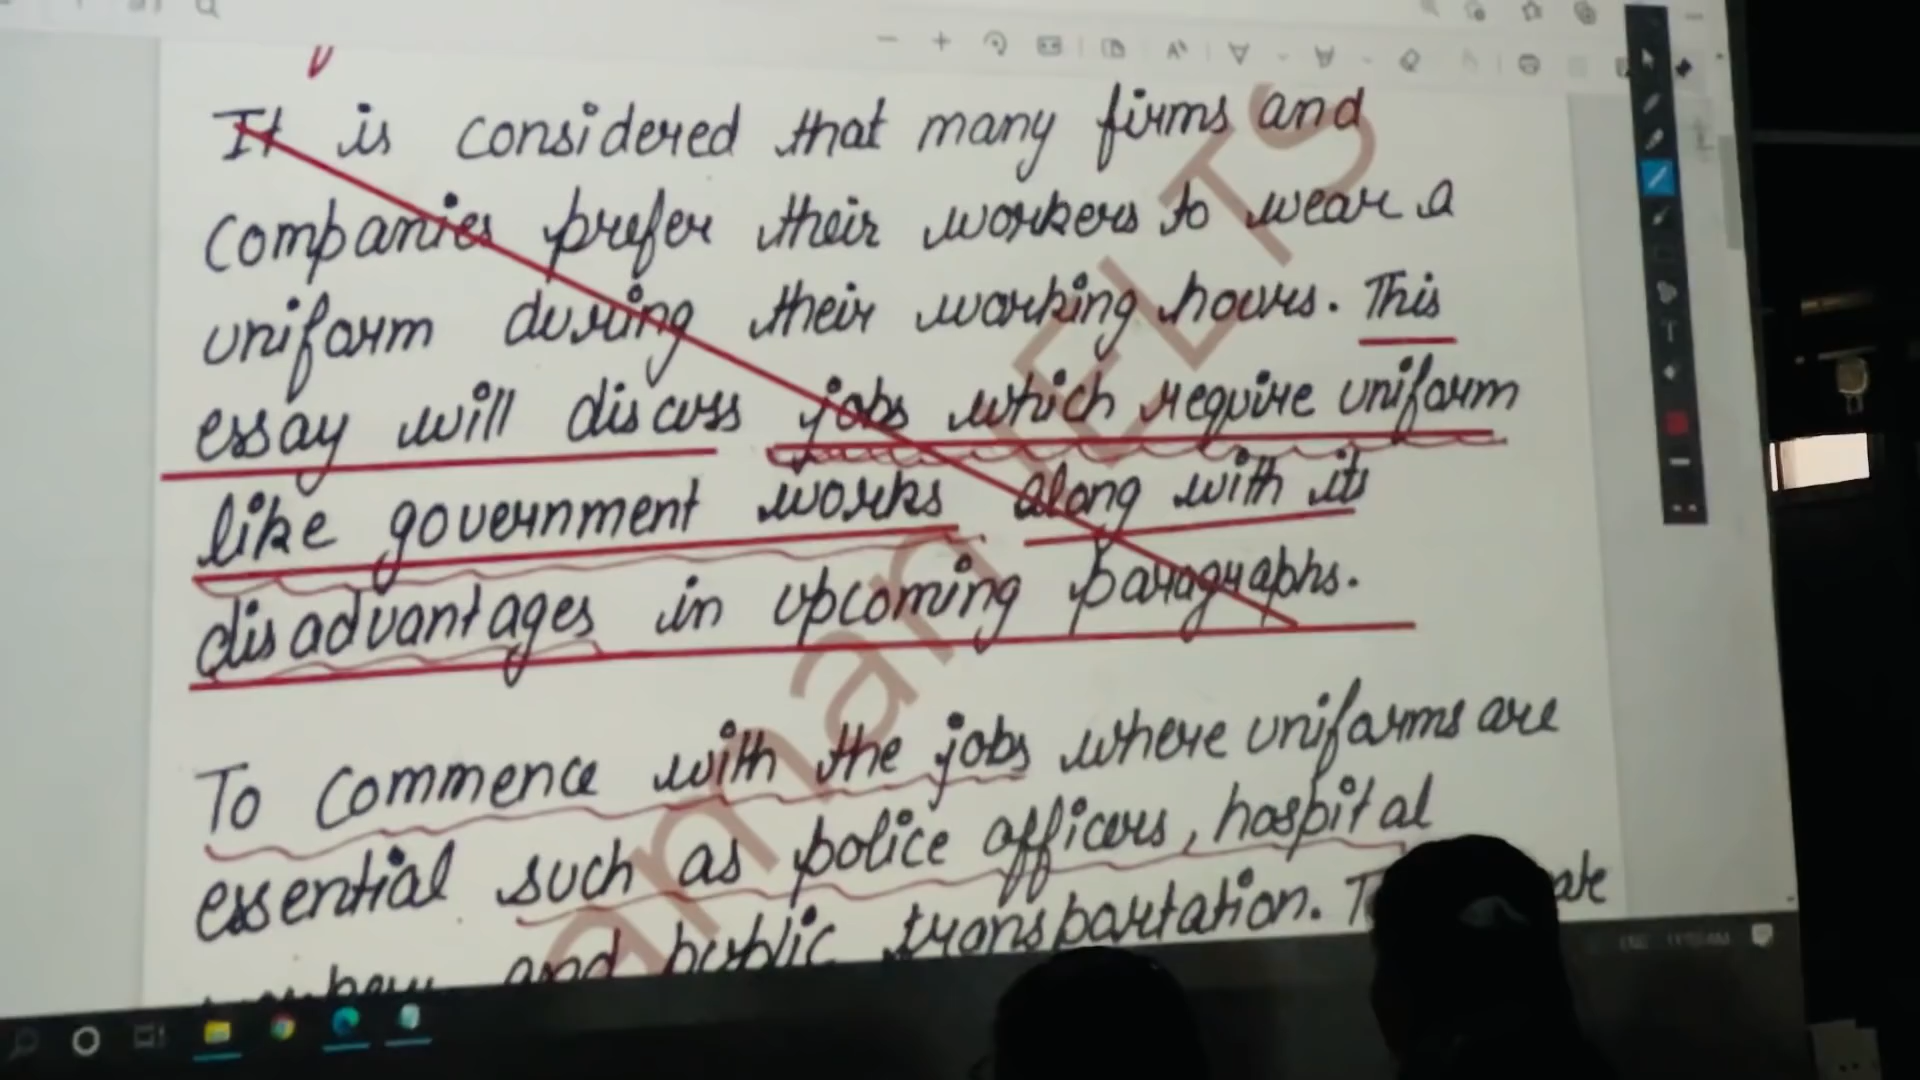 It is considered that many firms and
companies prefer their workers to wear a
uniform during their working hours. This
essay will discuss jobs which require uniform
like government works along with its
disadvantages in upcoming paragraphs.
To commence with the jobs where uniforms are
essential such as police officers, hospital
and public transportation.
aman IELTS